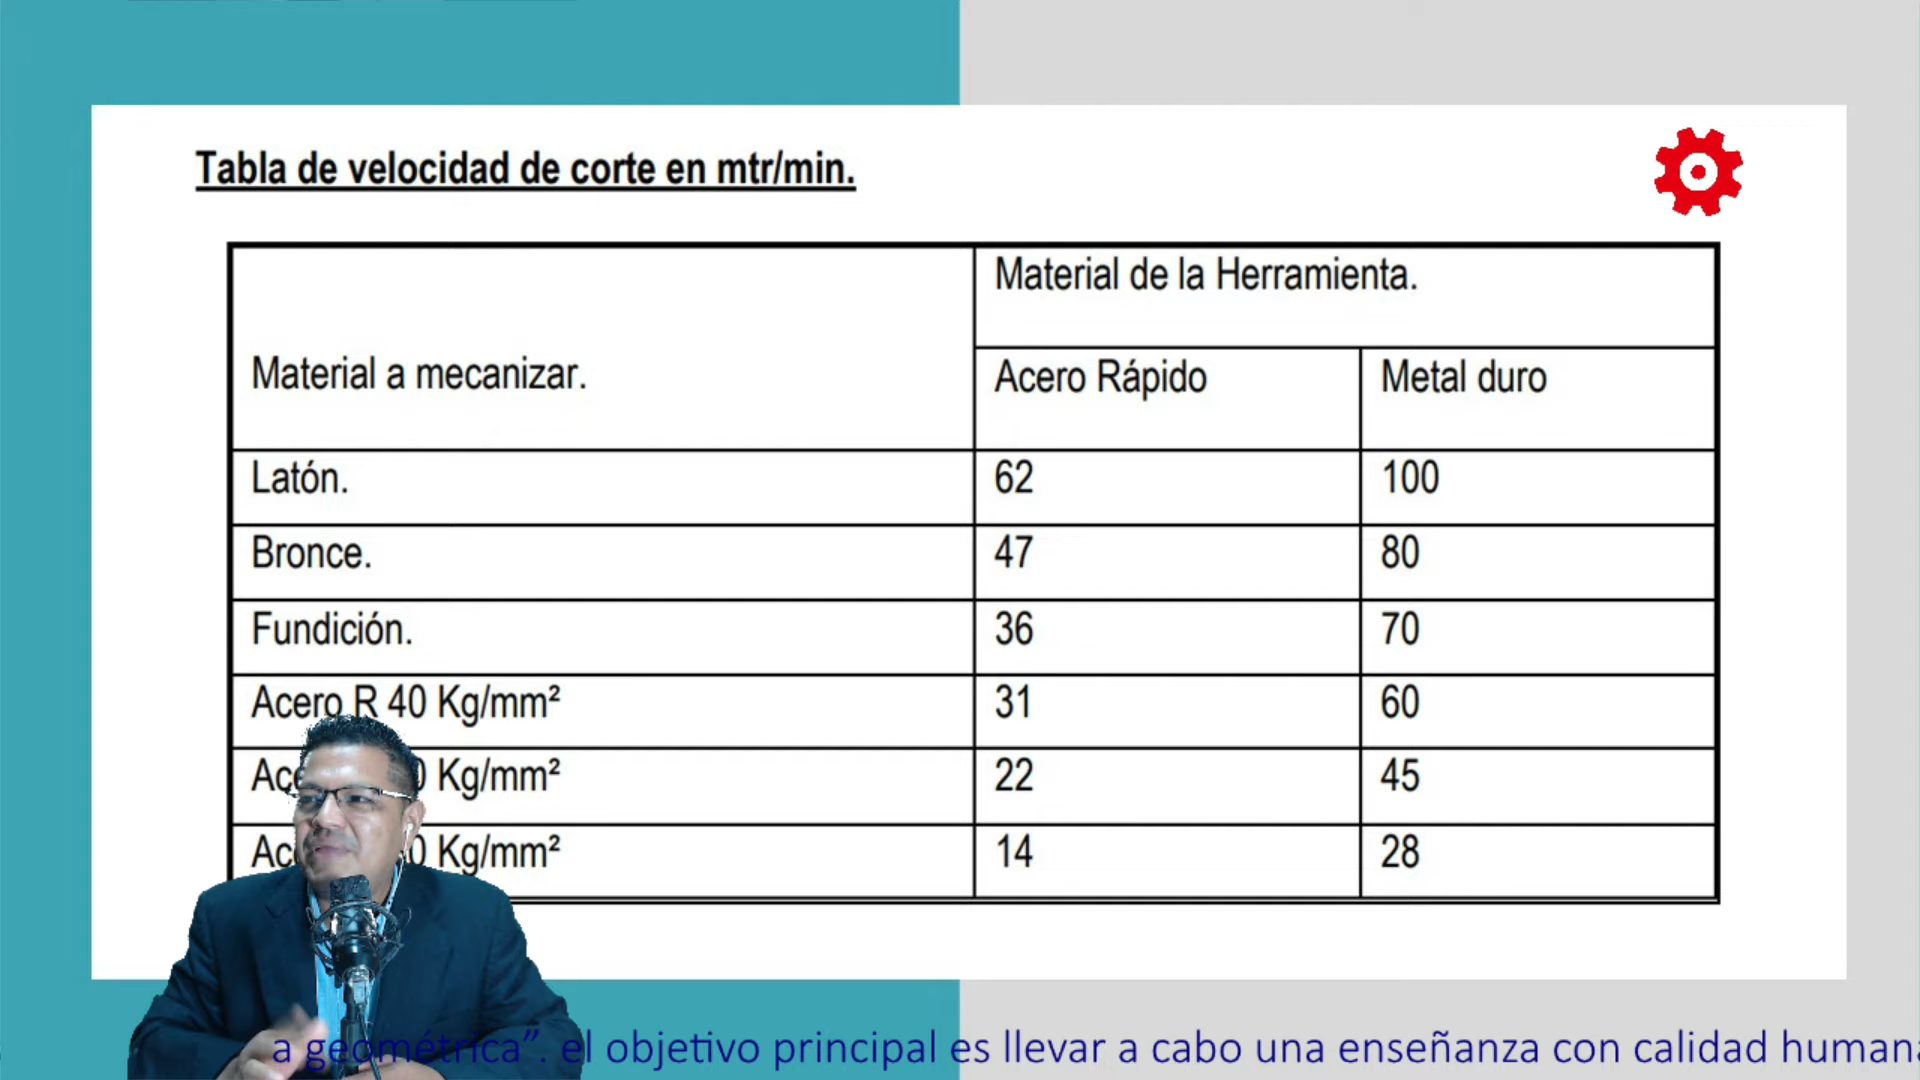 Tabla de velocidad de corte en mtr/min.
Material de la Herramienta.
Material a mecanizar.
Acero Rápido
Metal duro
Latón.
62
100
Bronce.
47
80
Fundición.
36
70
Acero R 40 Kg/mm²
31
60
Kg/mm²
22
45
Kg/mm²
14
28
a geométrica”. el objetivo principal es llevar a cabo una enseñanza con calidad humana